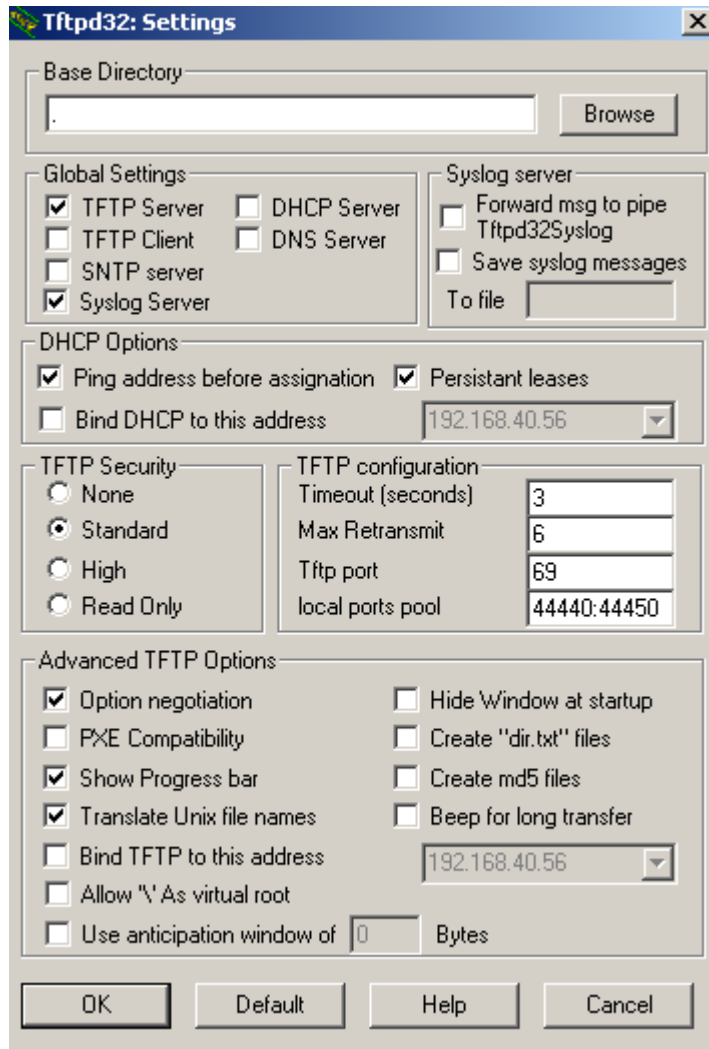 Tftpd32: Settings
Base Directory
.
Browse
Global Settings
TFTP Server
DHCP Server
TFTP Client
DNS Server
SNTP server
Syslog Server
Syslog server
Forward msg to pipe
Tftpd32Syslog
Save syslog messages
To file
DHCP Options
Ping address before assignation
Persistant leases
Bind DHCP to this address
192.168.40.56
TFTP Security
None
Standard
High
Read Only
TFTP configuration
Timeout (seconds)
3
Max Retransmit
6
Tftp port
69
local ports pool
44440:44450
Advanced TFTP Options
Option negotiation
Hide Window at startup
PXE Compatibility
Create "dir.txt" files
Show Progress bar
Create md5 files
Translate Unix file names
Beep for long transfer
Bind TFTP to this address
192.168.40.56
Allow '\' As virtual root
Use anticipation window of 0 Bytes
OK
Default
Help
Cancel